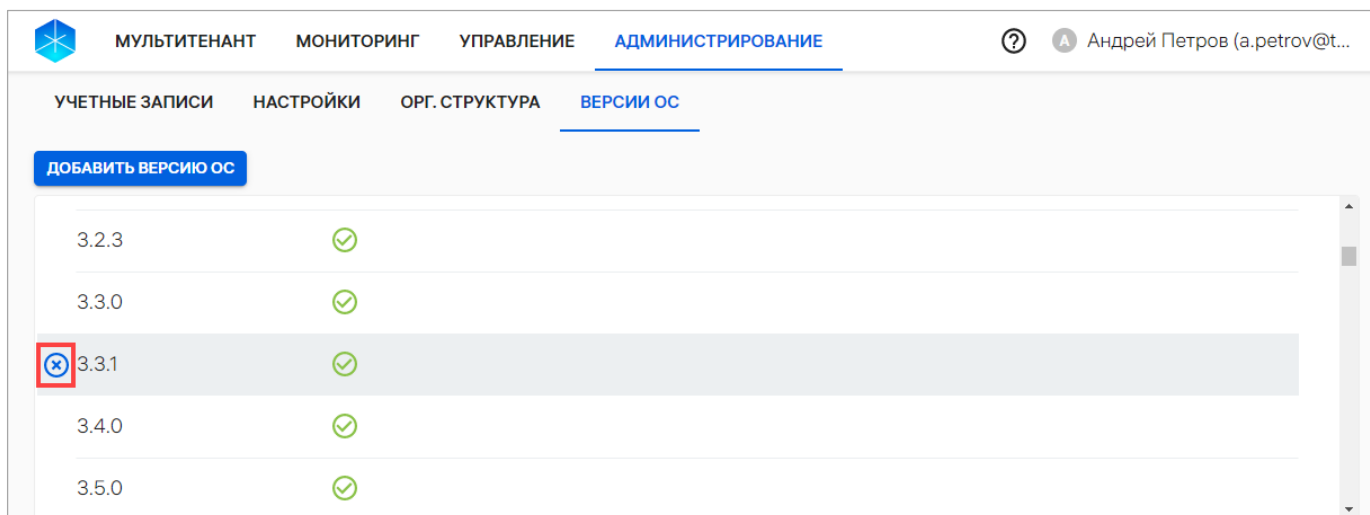 МУЛЬТИТЕНАНТ МОНИТОРИНГ УПРАВЛЕНИЕ АДМИНИСТРИРОВАНИЕ ? A Андрей Петров (a.petrov@t...
УЧЕТНЫЕ ЗАПИСИ НАСТРОЙКИ ОРГ. СТРУКТУРА ВЕРСИИ ОС
ДОБАВИТЬ ВЕРСИЮ ОС
3.2.3
3.3.0
3.3.1
3.4.0
3.5.0